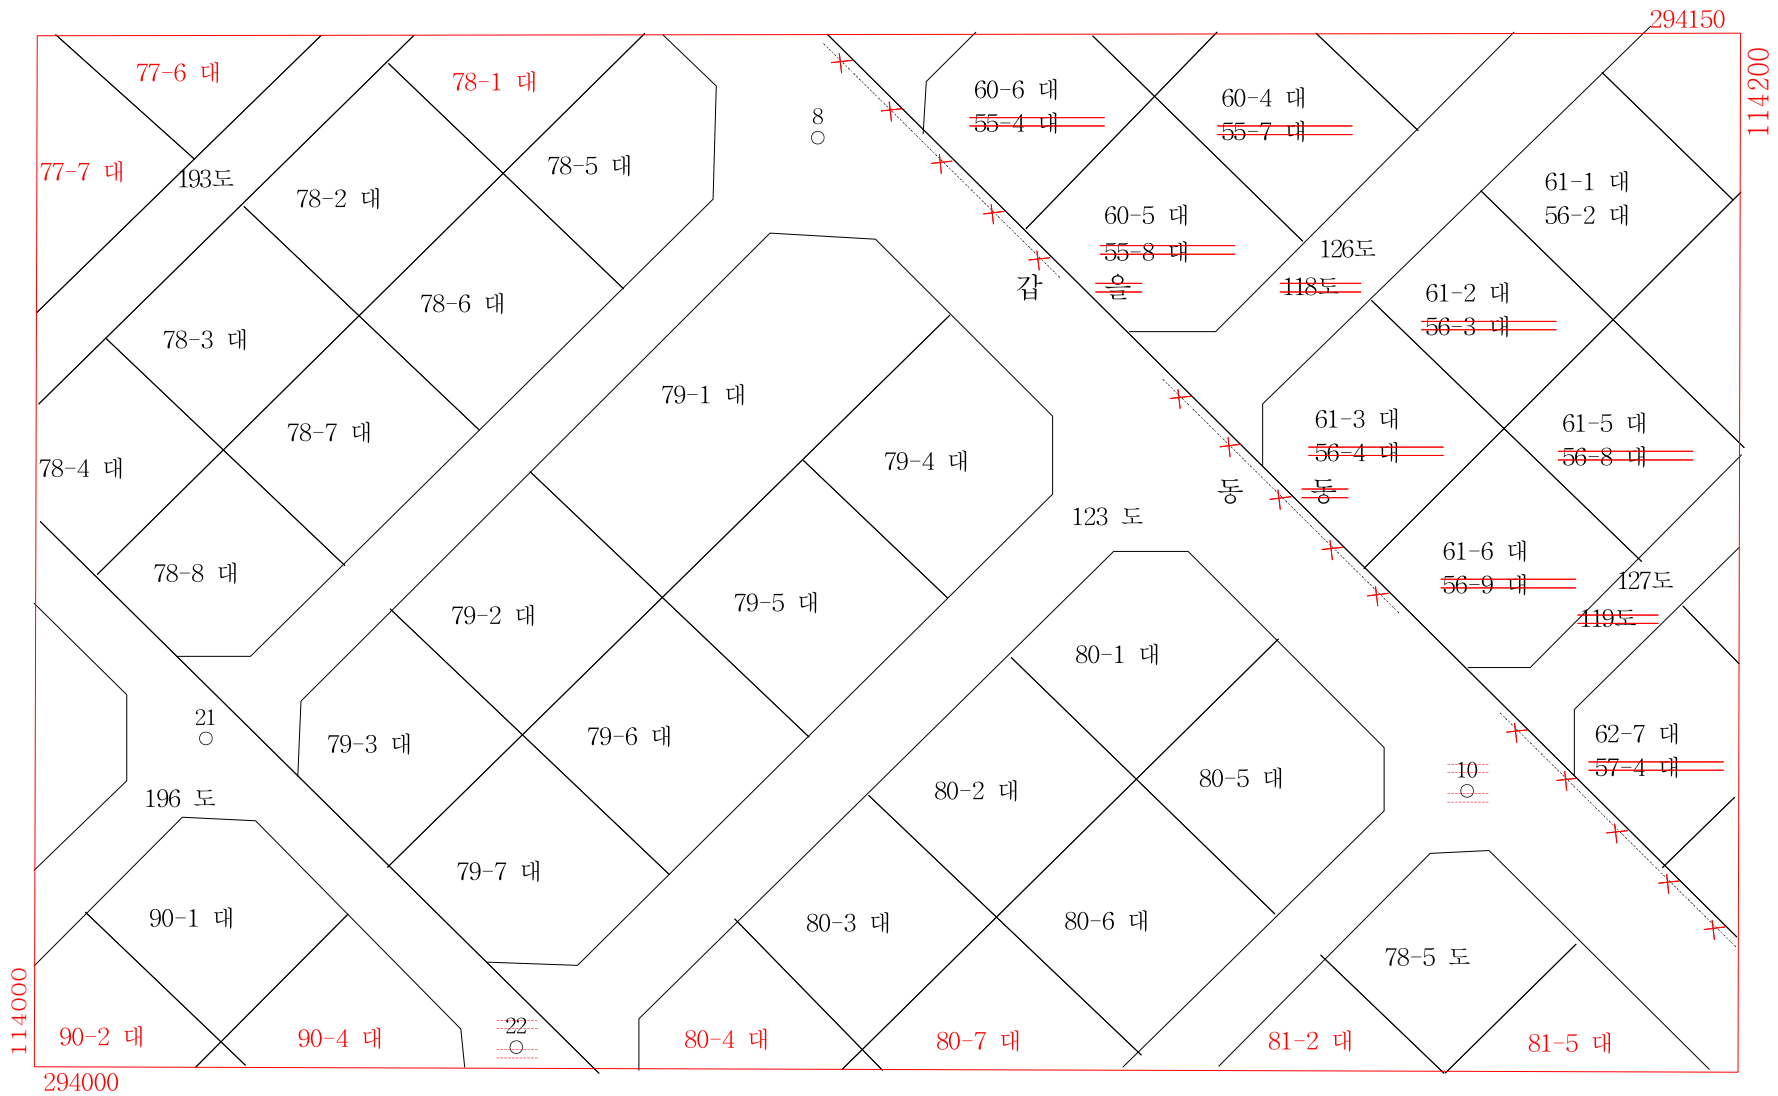 294150
114200
77-6 대
78-1 대
60-6 대
55-4 대
60-4 대
55-7 대
8
77-7 대
193도
78-2 대
78-5 대
61-1 대
56-2 대
60-5 대
55-8 대
126도
118도
갑 을
61-2 대
56-3 대
78-3 대
78-6 대
79-1 대
61-3 대
56-4 대
61-5 대
56-8 대
78-4 대
78-7 대
79-4 대
동 동
123 도
78-8 대
61-6 대
56-9 대
127도
119도
79-2 대
79-5 대
80-1 대
21
79-3 대
79-6 대
62-7 대
57-4 대
10
196 도
80-2 대
80-5 대
79-7 대
90-1 대
80-3 대
80-6 대
78-5 도
114000
90-2 대
90-4 대
22
80-4 대
80-7 대
81-2 대
81-5 대
294000